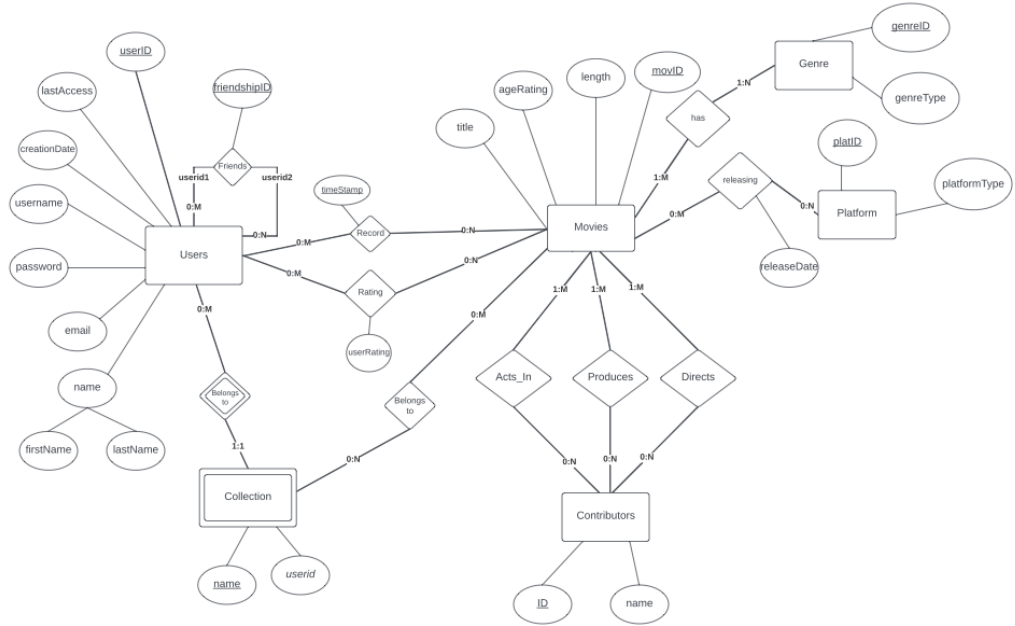 genreID
userID
Genre
length
movID
lastAccess
friendshipID
ageRating
1:N
genreType
has
title
platID
creationDate
Friends
userid1
userid2
1:M
releasing
platformType
timeStamp
username
0:M
0:M
0:N
Platform
Record
0:N
Movies
0:N
0:M
Users
password
0:M
0:N
releaseDate
Rating
1:M
1:M
1:M
0:M
0:M
email
userRating
name
Acts_In
Produces
Directs
Belongs
to
Belongs
to
firstName
lastName
1:1
0:N
0:N
0:N
0:N
Collection
Contributors
userid
name
ID
name